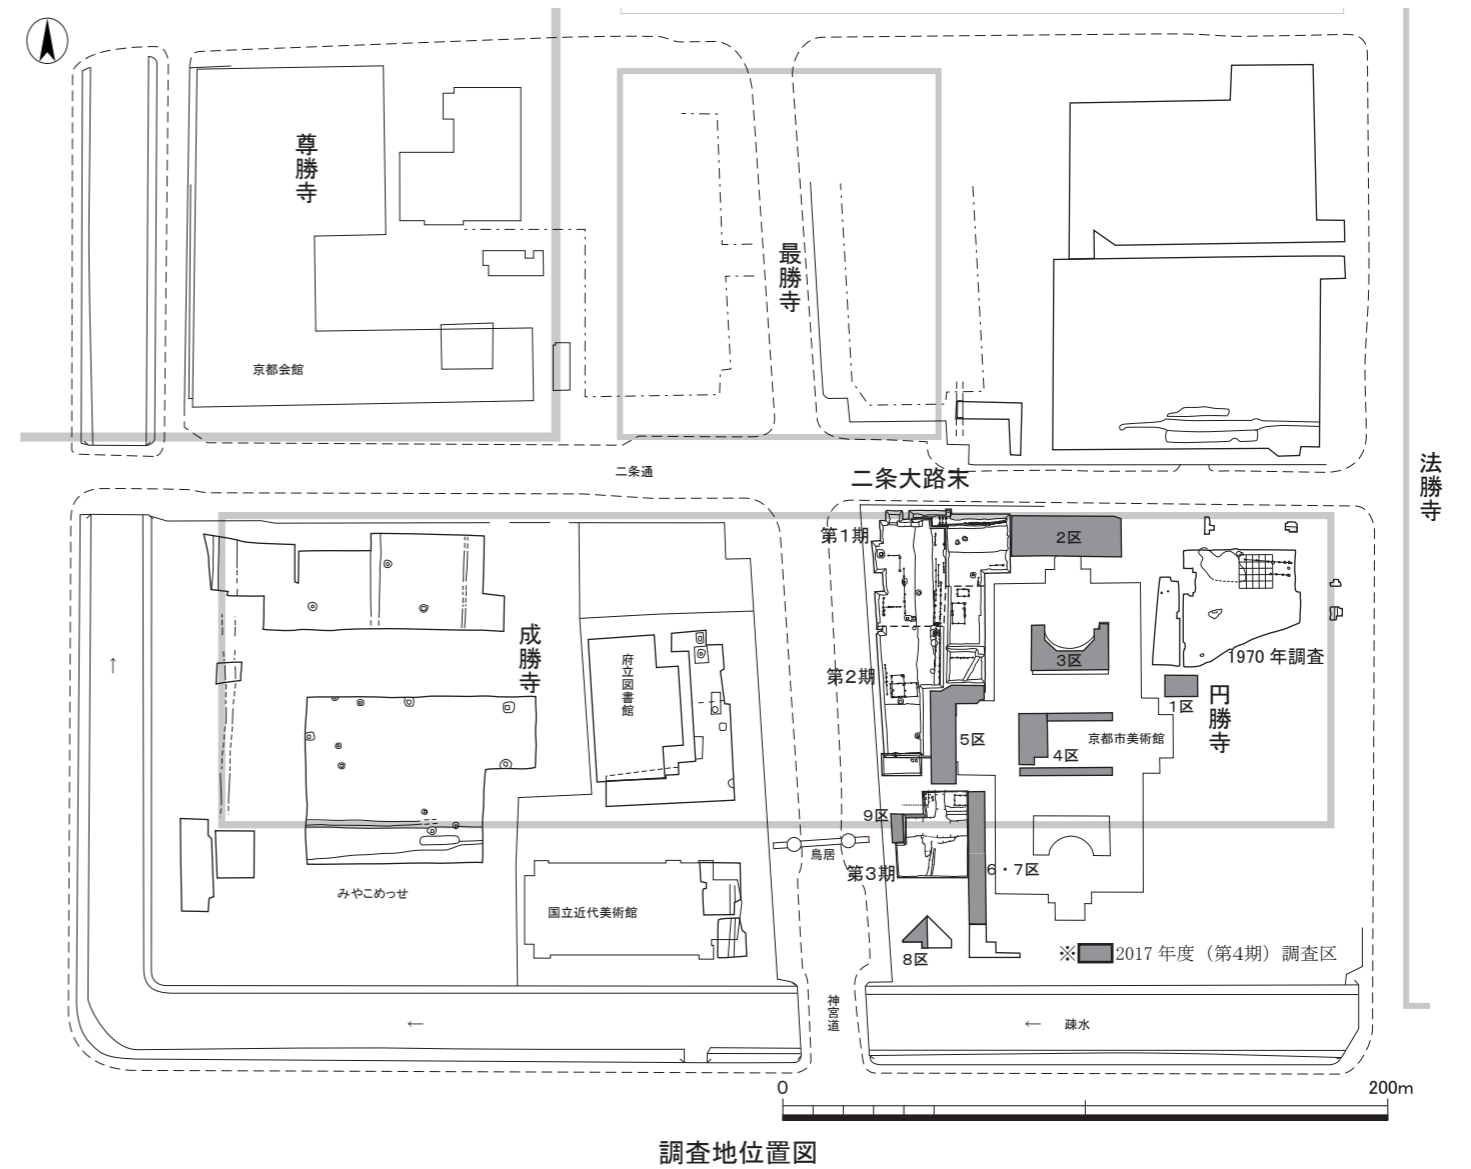 尊勝寺
最勝寺
京都会館
二条通
二条大路末
法勝寺
第1期
2区
成勝寺
府立図書館
3区
1970 年調査
第2期
1区
円勝寺
5区
京都市美術館
4区
9区
鳥居
第3期
6・7区
みやこめっせ
国立近代美術館
8区
※ 2017 年度（第4期）調査区
↑
神宮道
←
← 疎水
0
200m
調査地位置図